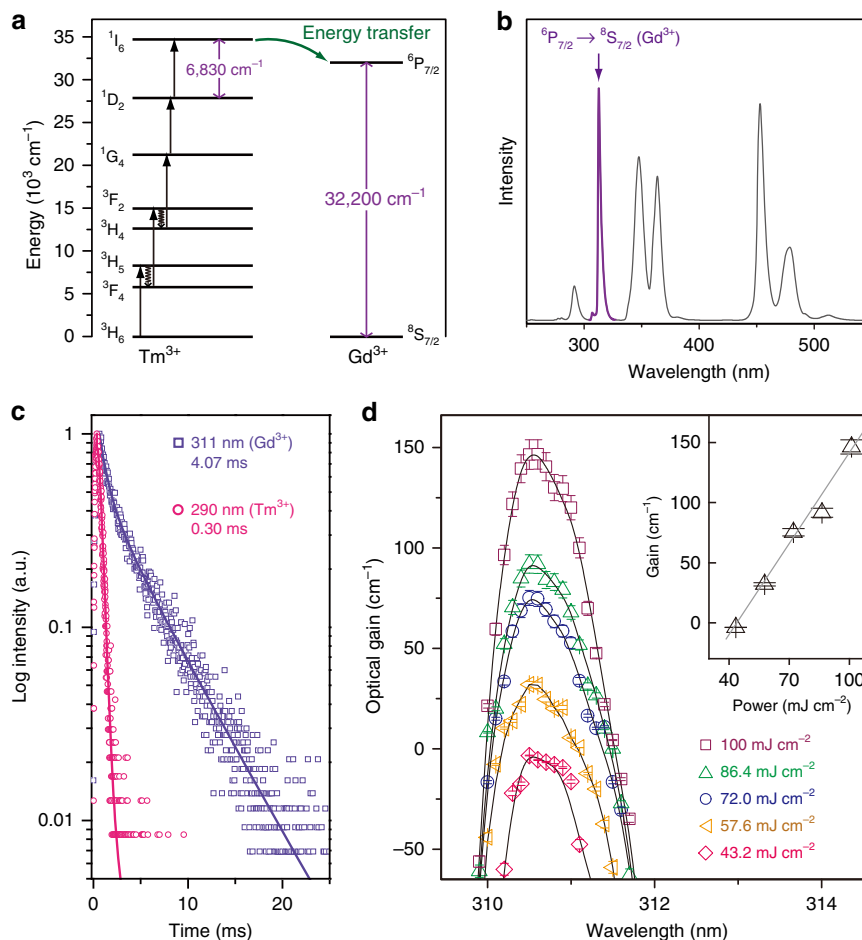 a
Energy (10³ cm⁻¹)
35
30
25
20
15
10
5
0
¹I₆
¹D₂
¹G₄
³F₂
³H₄
³H₅
³F₄
³H₆
6,830 cm⁻¹
Energy transfer
⁶P₇/₂
32,200 cm⁻¹
⁸S₇/₂
Tm³⁺
Gd³⁺
b
⁶P₇/₂ → ⁸S₇/₂ (Gd³⁺)
Intensity
300
400
500
Wavelength (nm)
c
Log intensity (a.u.)
1
0.1
0.01
311 nm (Gd³⁺)
4.07 ms
290 nm (Tm³⁺)
0.30 ms
0
10
20
Time (ms)
d
Optical gain (cm⁻¹)
150
100
50
0
−50
310
312
314
Wavelength (nm)
Gain (cm⁻¹)
150
100
50
0
40
70
100
Power (mJ cm⁻²)
100 mJ cm⁻²
86.4 mJ cm⁻²
72.0 mJ cm⁻²
57.6 mJ cm⁻²
43.2 mJ cm⁻²